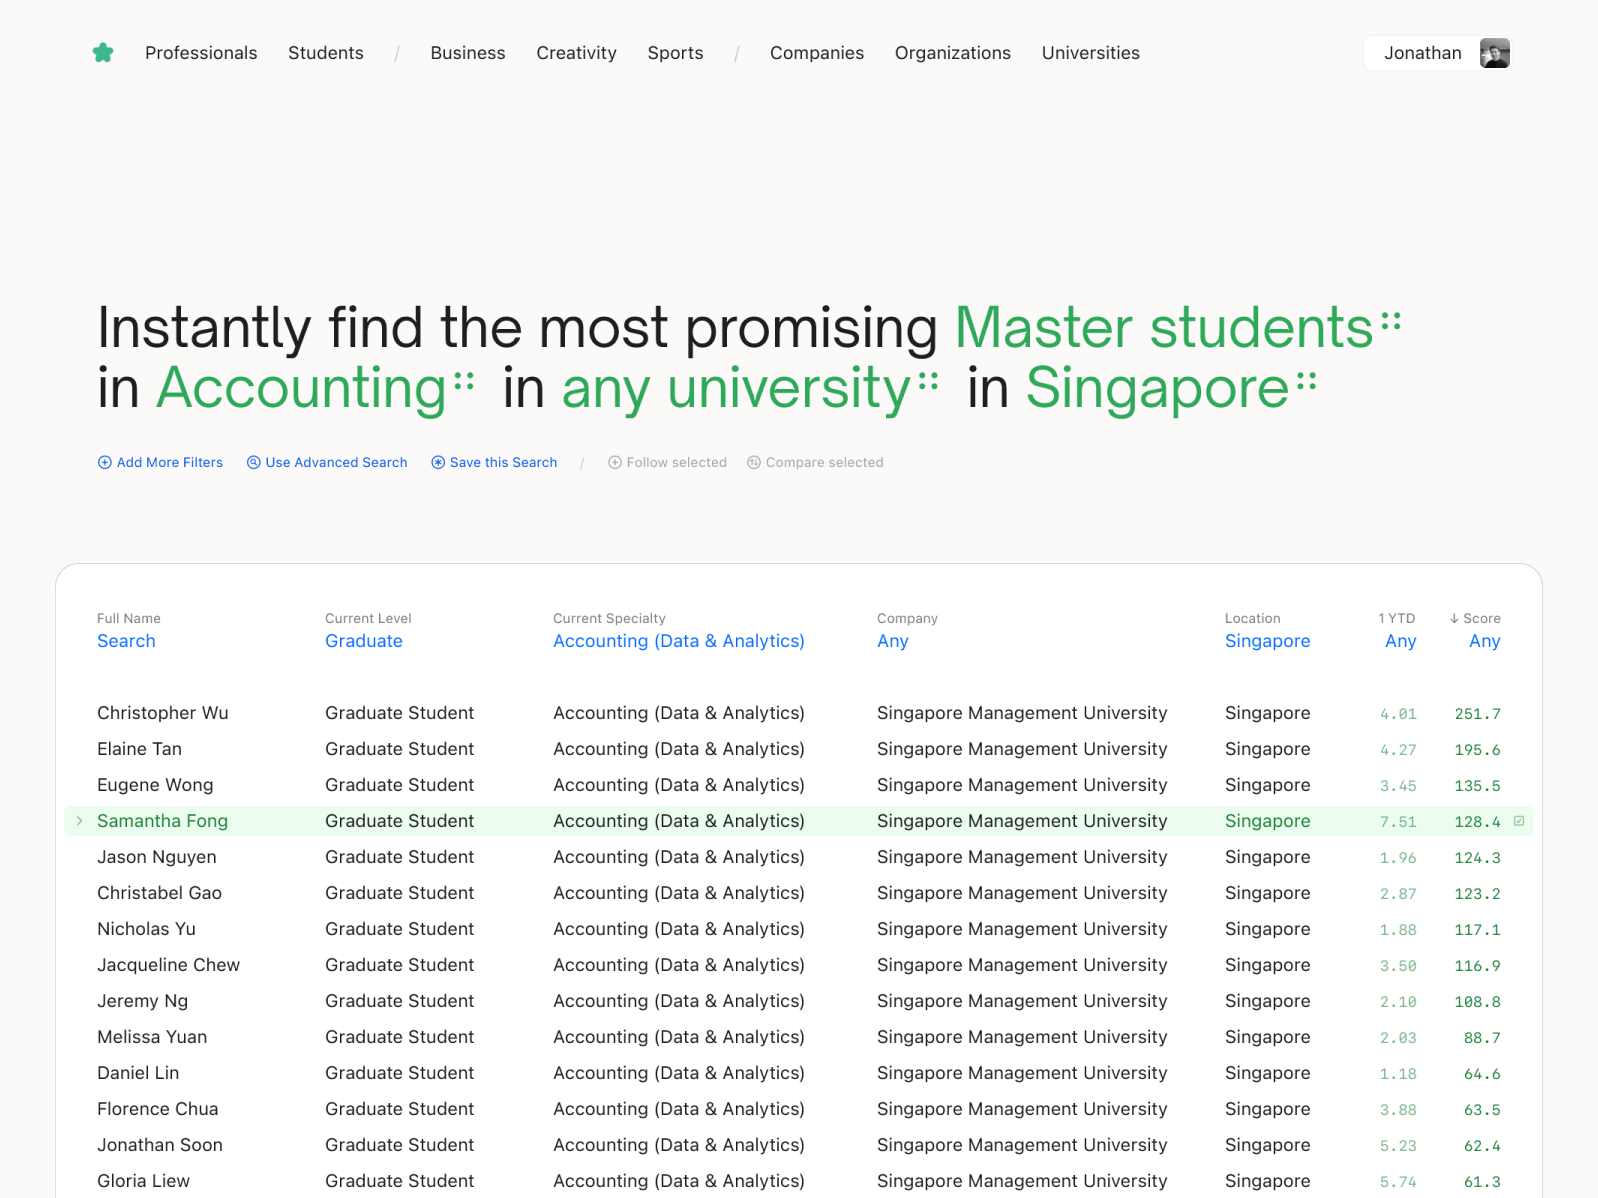 Professionals Students / Business Creativity Sports / Companies Organizations Universities Jonathan
Instantly find the most promising Master students
in Accounting in any university in Singapore
Add More Filters Use Advanced Search Save this Search / Follow selected Compare selected
Full Name Current Level Current Specialty Company Location 1 YTD ↓ Score
Search Graduate Accounting (Data & Analytics) Any Singapore Any Any
Christopher Wu Graduate Student Accounting (Data & Analytics) Singapore Management University Singapore 4.01 251.7
Elaine Tan Graduate Student Accounting (Data & Analytics) Singapore Management University Singapore 4.27 195.6
Eugene Wong Graduate Student Accounting (Data & Analytics) Singapore Management University Singapore 3.45 135.5
Samantha Fong Graduate Student Accounting (Data & Analytics) Singapore Management University Singapore 7.51 128.4
Jason Nguyen Graduate Student Accounting (Data & Analytics) Singapore Management University Singapore 1.96 124.3
Christabel Gao Graduate Student Accounting (Data & Analytics) Singapore Management University Singapore 2.87 123.2
Nicholas Yu Graduate Student Accounting (Data & Analytics) Singapore Management University Singapore 1.88 117.1
Jacqueline Chew Graduate Student Accounting (Data & Analytics) Singapore Management University Singapore 3.50 116.9
Jeremy Ng Graduate Student Accounting (Data & Analytics) Singapore Management University Singapore 2.10 108.8
Melissa Yuan Graduate Student Accounting (Data & Analytics) Singapore Management University Singapore 2.03 88.7
Daniel Lin Graduate Student Accounting (Data & Analytics) Singapore Management University Singapore 1.18 64.6
Florence Chua Graduate Student Accounting (Data & Analytics) Singapore Management University Singapore 3.88 63.5
Jonathan Soon Graduate Student Accounting (Data & Analytics) Singapore Management University Singapore 5.23 62.4
Gloria Liew Graduate Student Accounting (Data & Analytics) Singapore Management University Singapore 5.74 61.3